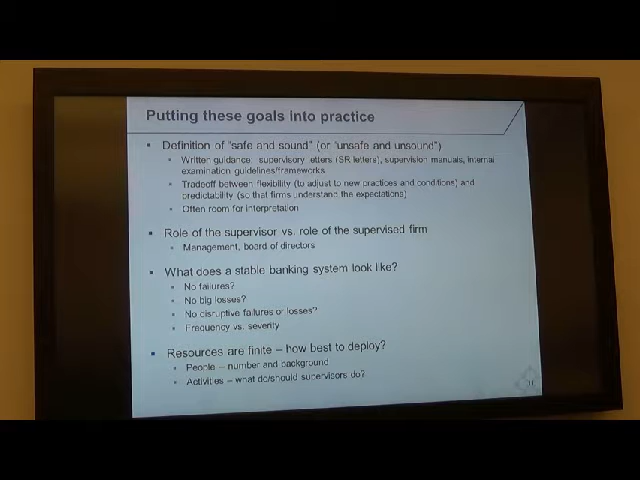 Putting these goals into practice
Definition of "safe and sound" (or "unsafe and unsound")
Written guidance: supervisory letters (SR letters), supervision manuals, internal
examination guidelines/frameworks
Tradeoff between flexibility (to adjust to new practices and conditions) and
predictability (so that firms understand the expectations)
Often room for interpretation
Role of the supervisor vs. role of the supervised firm
Management, board of directors
What does a stable banking system look like?
No failures?
No big losses?
No disruptive failures or losses?
Frequency vs. severity
Resources are finite – how best to deploy?
People – number and background
Activities – what do/should supervisors do?